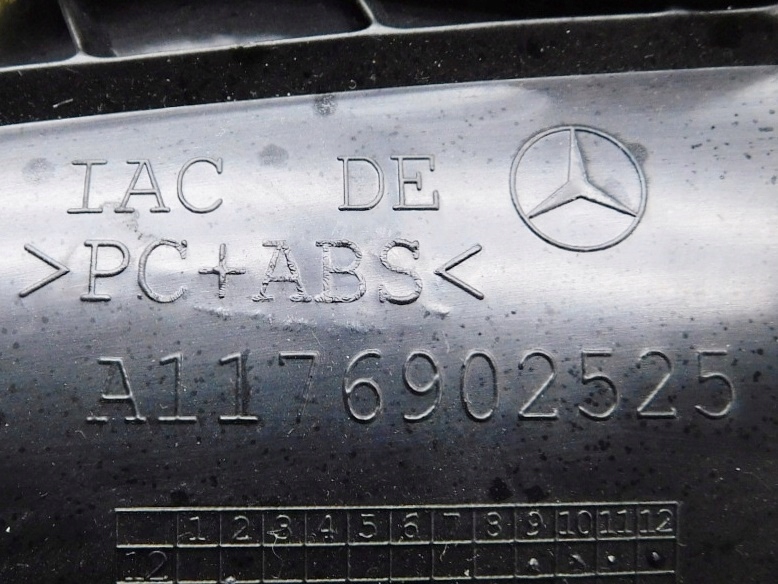 IAC DE
>PC+ABS<
A1176902525
1 2 3 4 5 6 7 8 9 10 11 12
12